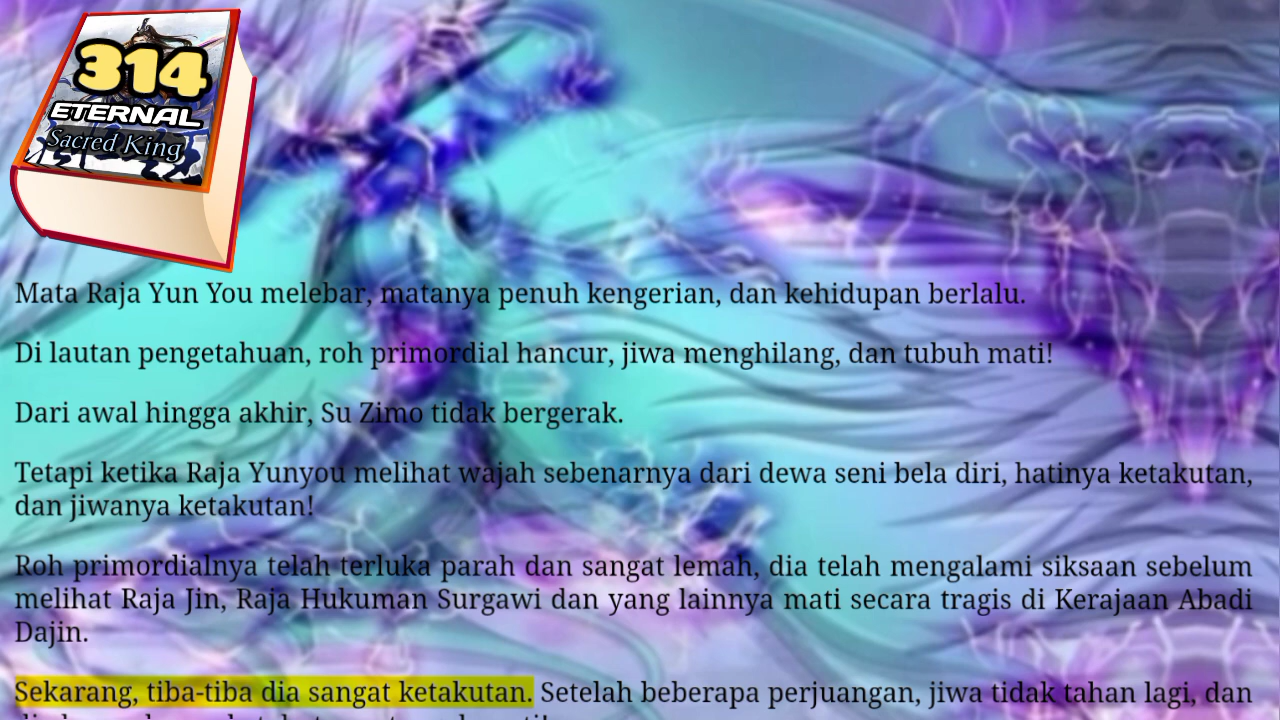 314
ETERNAL
Sacred King
Mata Raja Yun You melebar, matanya penuh kengerian, dan kehidupan berlalu.
Di lautan pengetahuan, roh primordial hancur, jiwa menghilang, dan tubuh mati!
Dari awal hingga akhir, Su Zimo tidak bergerak.
Tetapi ketika Raja Yunyou melihat wajah sebenarnya dari dewa seni bela diri, hatinya ketakutan,
dan jiwanya ketakutan!
Roh primordialnya telah terluka parah dan sangat lemah, dia telah mengalami siksaan sebelum
melihat Raja Jin, Raja Hukuman Surgawi dan yang lainnya mati secara tragis di Kerajaan Abadi
Dajin.
Sekarang, tiba-tiba dia sangat ketakutan. Setelah beberapa perjuangan, jiwa tidak tahan lagi, dan